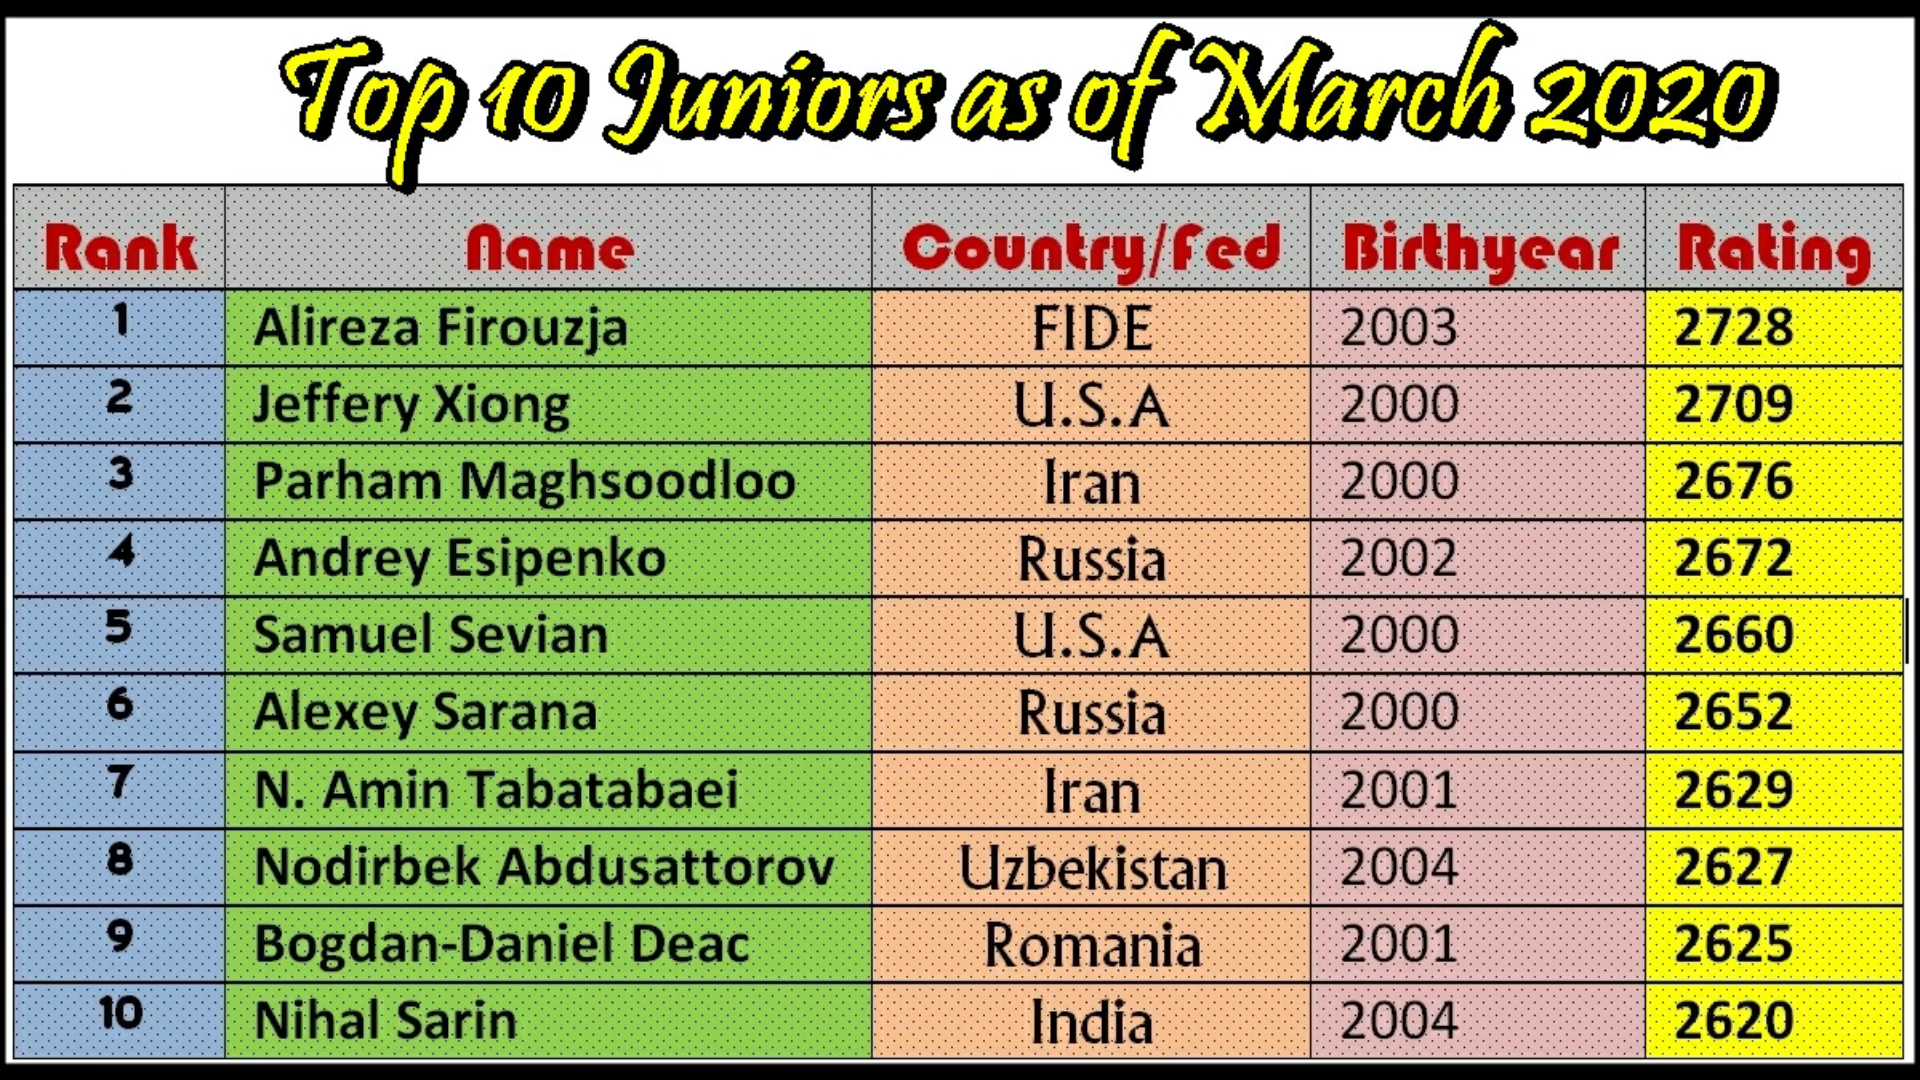 Top 10 Juniors as of March 2020
Rank Name Country/Fed Birthyear Rating
1 Alireza Firouzja FIDE 2003 2728
2 Jeffery Xiong U.S.A 2000 2709
3 Parham Maghsoodloo Iran 2000 2676
4 Andrey Esipenko Russia 2002 2672
5 Samuel Sevian U.S.A 2000 2660
6 Alexey Sarana Russia 2000 2652
7 N. Amin Tabatabaei Iran 2001 2629
8 Nodirbek Abdusattorov Uzbekistan 2004 2627
9 Bogdan-Daniel Deac Romania 2001 2625
10 Nihal Sarin India 2004 2620